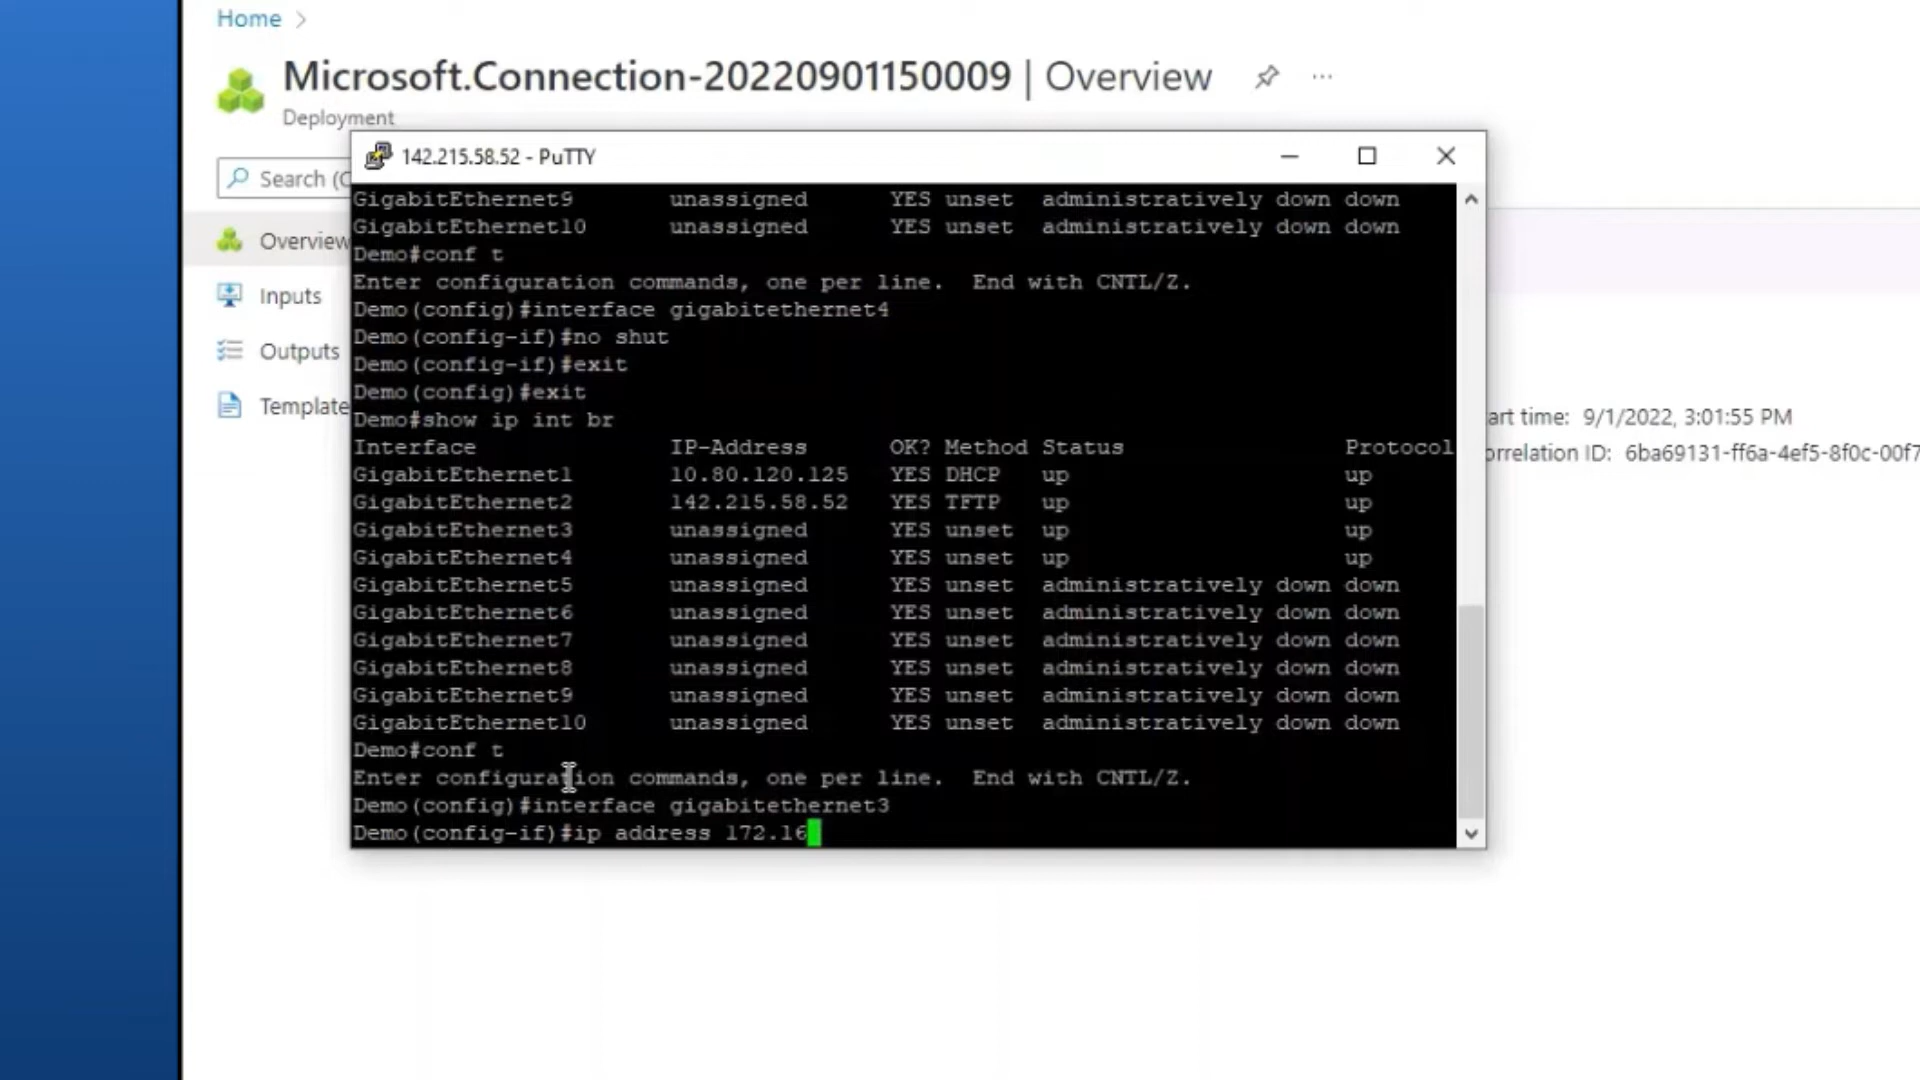 Home >
Microsoft.Connection-20220901150009 | Overview ...
Deployment
142.215.58.52 - PuTTY
Search (C
Overview
Inputs
Outputs
Template
GigabitEthernet9 unassigned YES unset administratively down down
GigabitEthernet10 unassigned YES unset administratively down down
Demo#conf t
Enter configuration commands, one per line. End with CNTL/Z.
Demo(config)#interface gigabitethernet4
Demo(config-if)#no shut
Demo(config-if)#exit
Demo(config)#exit
Demo#show ip int br
Interface IP-Address OK? Method Status Protocol
GigabitEthernet1 10.80.120.125 YES DHCP up up
GigabitEthernet2 142.215.58.52 YES TFTP up up
GigabitEthernet3 unassigned YES unset up up
GigabitEthernet4 unassigned YES unset up up
GigabitEthernet5 unassigned YES unset administratively down down
GigabitEthernet6 unassigned YES unset administratively down down
GigabitEthernet7 unassigned YES unset administratively down down
GigabitEthernet8 unassigned YES unset administratively down down
GigabitEthernet9 unassigned YES unset administratively down down
GigabitEthernet10 unassigned YES unset administratively down down
Demo#conf t
Enter configuration commands, one per line. End with CNTL/Z.
Demo(config)#interface gigabitethernet3
Demo(config-if)#ip address 172.16
art time: 9/1/2022, 3:01:55 PM
orrelation ID: 6ba69131-ff6a-4ef5-8f0c-00f7